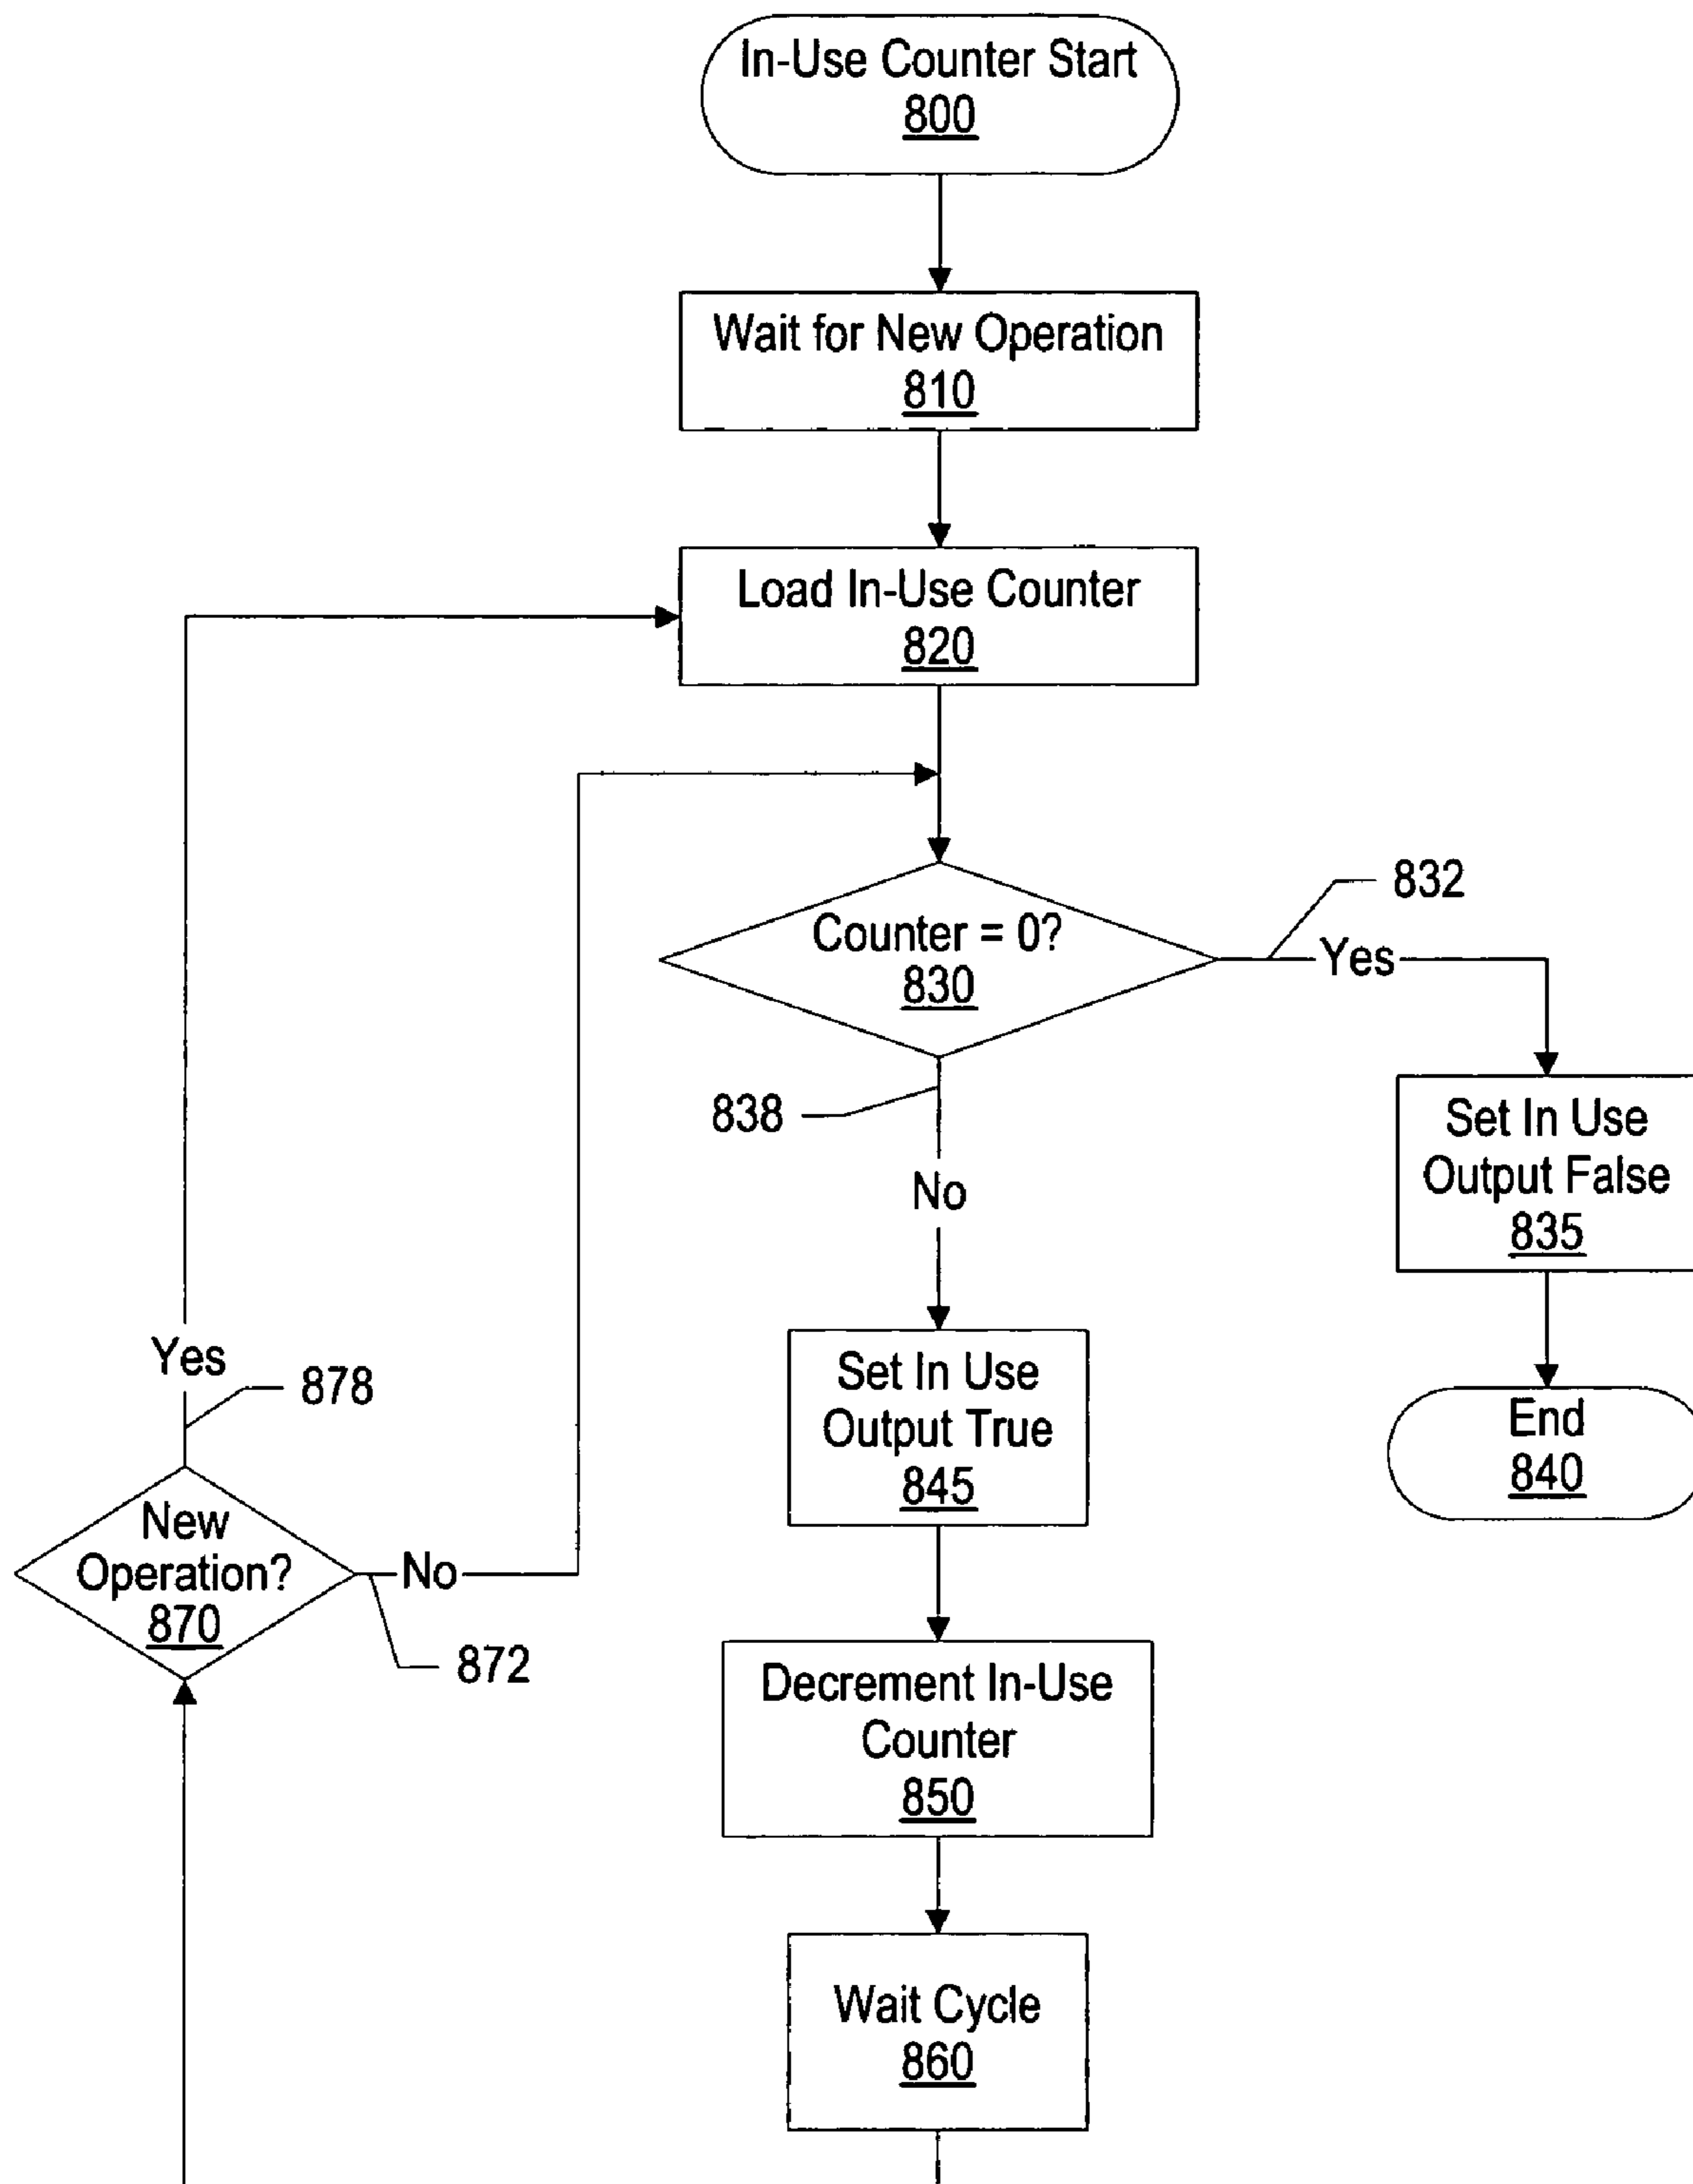 In-Use Counter Start
800
Wait for New Operation
810
Load In-Use Counter
820
Counter = 0?
830
832
Yes
838
No
Set In Use
Output False
835
End
840
Set In Use
Output True
845
Decrement In-Use
Counter
850
Wait Cycle
860
New
Operation?
870
Yes
878
No
872